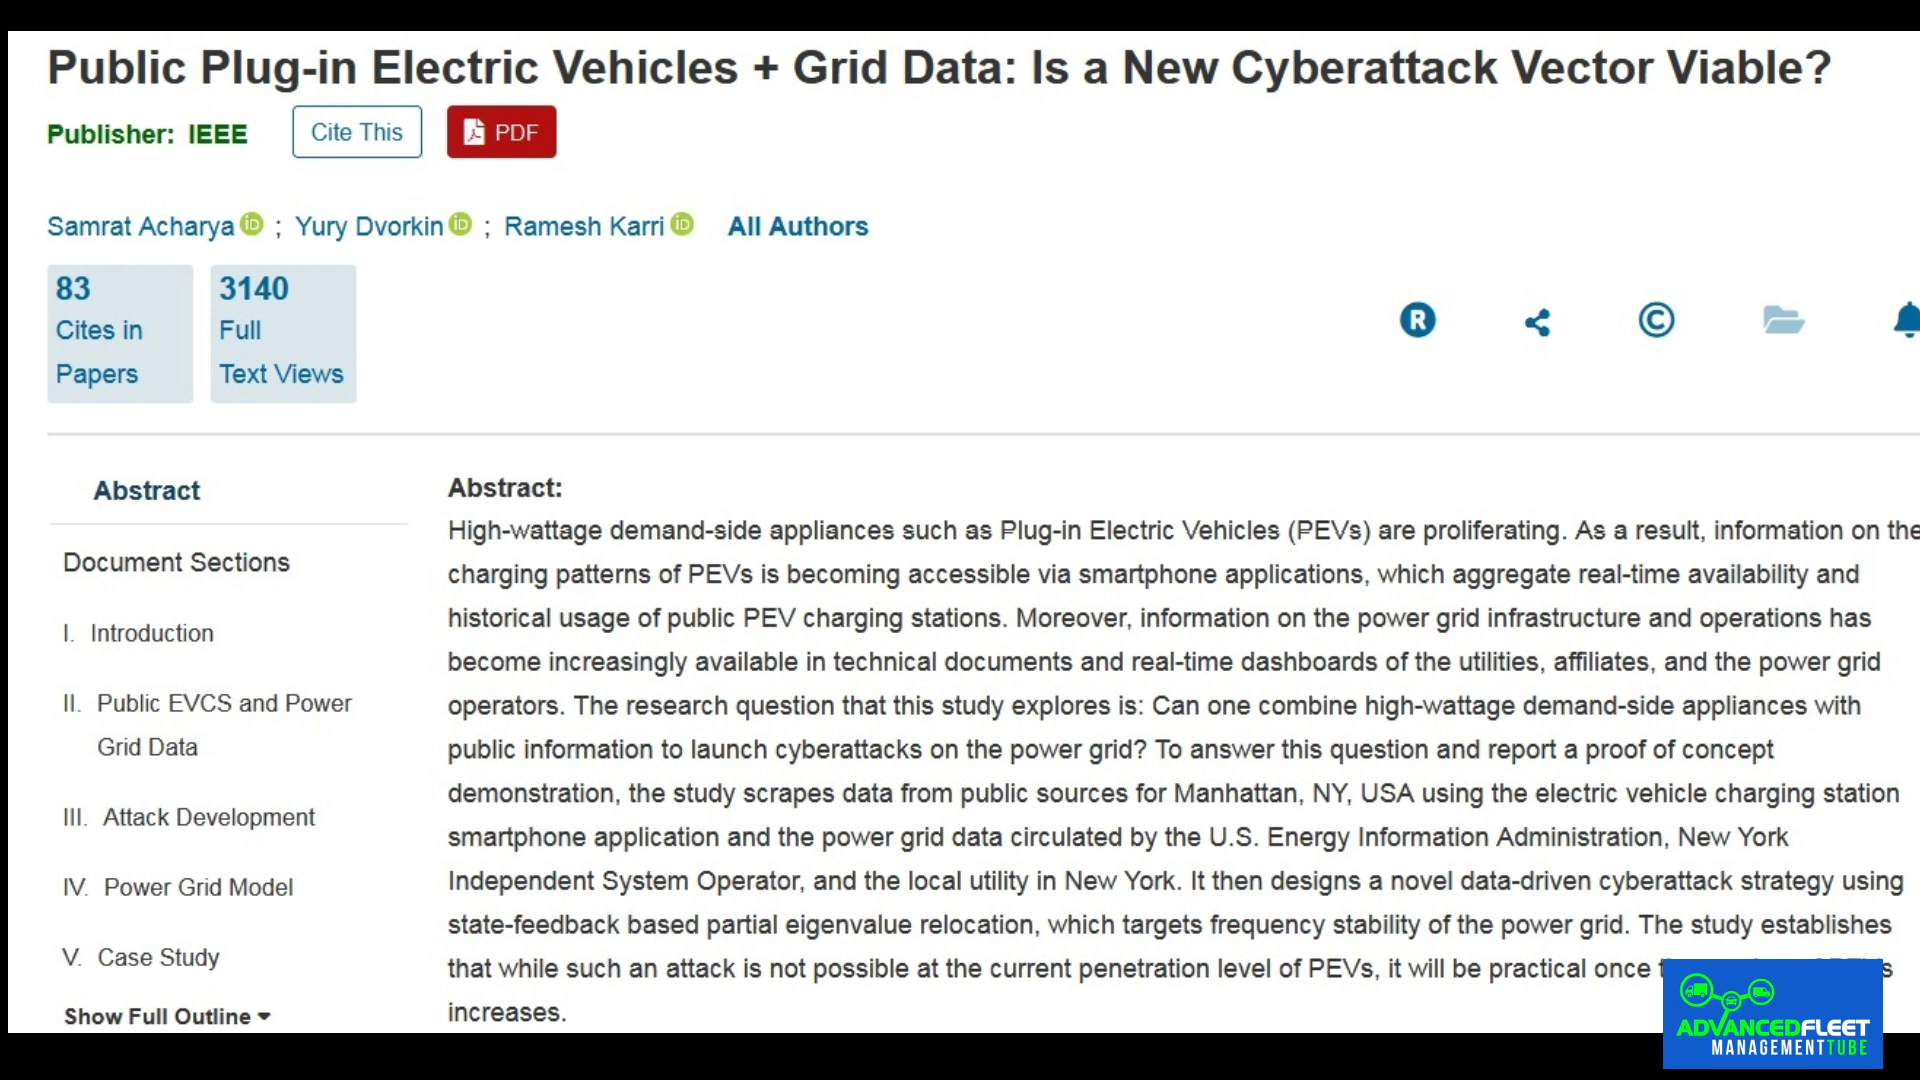 Public Plug-in Electric Vehicles + Grid Data: Is a New Cyberattack Vector Viable?
Publisher: IEEE
Cite This
PDF
Samrat Acharya iD ; Yury Dvorkin iD ; Ramesh Karri iD All Authors
83
Cites in
Papers
3140
Full
Text Views
R
©
Abstract
Document Sections
I. Introduction
II. Public EVCS and Power
Grid Data
III. Attack Development
IV. Power Grid Model
V. Case Study
Show Full Outline
Abstract:
High-wattage demand-side appliances such as Plug-in Electric Vehicles (PEVs) are proliferating. As a result, information on the
charging patterns of PEVs is becoming accessible via smartphone applications, which aggregate real-time availability and
historical usage of public PEV charging stations. Moreover, information on the power grid infrastructure and operations has
become increasingly available in technical documents and real-time dashboards of the utilities, affiliates, and the power grid
operators. The research question that this study explores is: Can one combine high-wattage demand-side appliances with
public information to launch cyberattacks on the power grid? To answer this question and report a proof of concept
demonstration, the study scrapes data from public sources for Manhattan, NY, USA using the electric vehicle charging station
smartphone application and the power grid data circulated by the U.S. Energy Information Administration, New York
Independent System Operator, and the local utility in New York. It then designs a novel data-driven cyberattack strategy using
state-feedback based partial eigenvalue relocation, which targets frequency stability of the power grid. The study establishes
that while such an attack is not possible at the current penetration level of PEVs, it will be practical once
increases.
ADVANCEDFLEET
MANAGEMENTTUBE